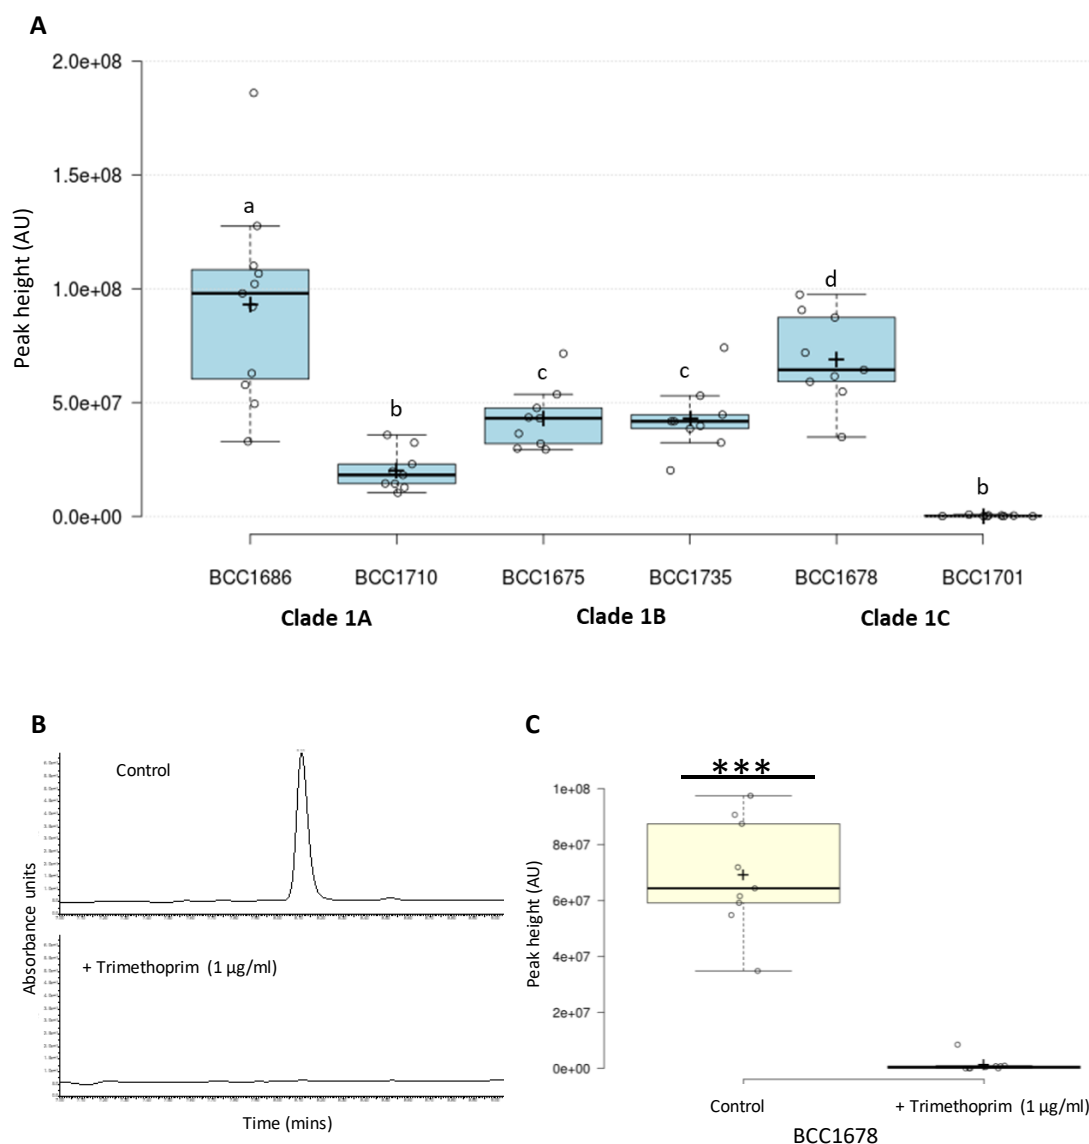 A
Peak height (AU)
2.0e+08
1.5e+08
1.0e+08
5.0e+07
0.0e+00
a
b
c
c
d
b
BCC1686 BCC1710 BCC1675 BCC1735 BCC1678 BCC1701
Clade 1A Clade 1B Clade 1C
B
Absorbance units
Control
+ Trimethoprim (1 µg/ml)
Time (mins)
C
Peak height (AU)
***
1e+08
8e+07
6e+07
4e+07
2e+07
0e+00
Control + Trimethoprim (1 µg/ml)
BCC1678